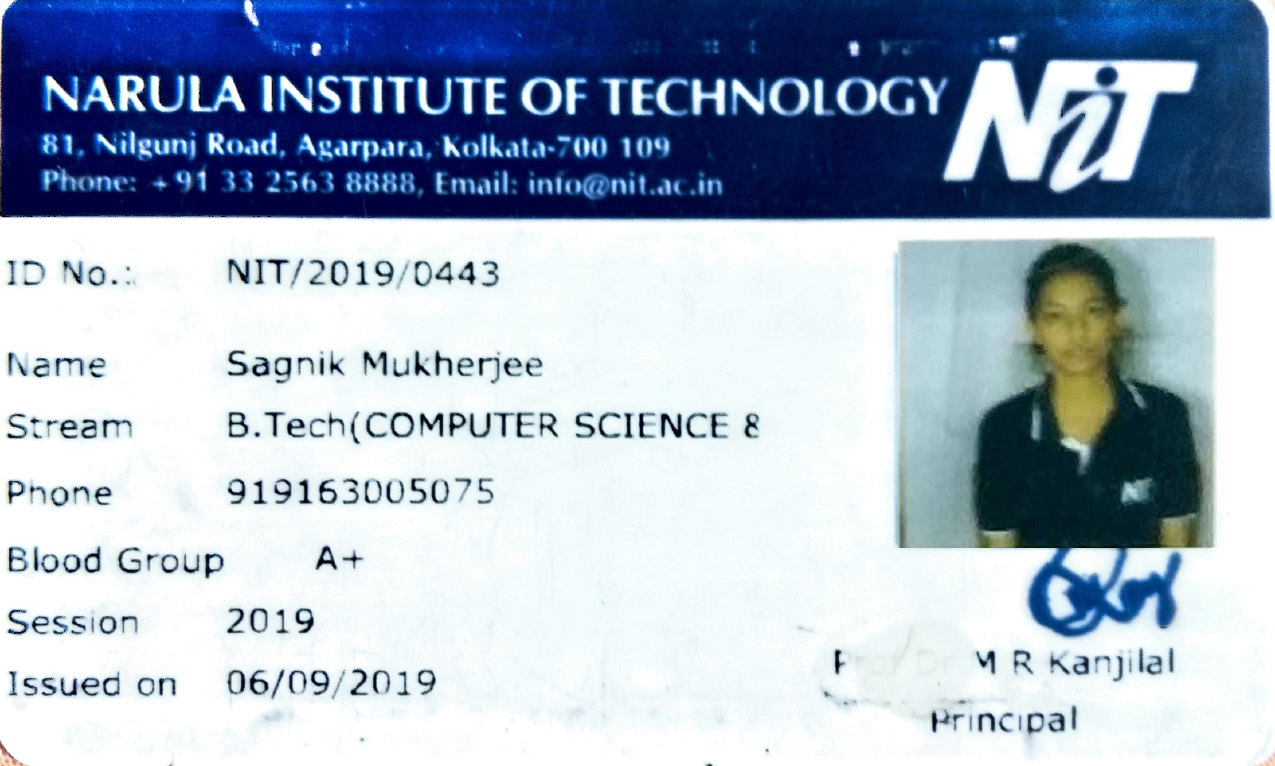 NARULA INSTITUTE OF TECHNOLOGY
NiT
81, Nilgunj Road, Agarpara, Kolkata-700 109
Phone: +91 33 2563 8888, Email: info@nit.ac.in
ID No.: NIT/2019/0443
Name Sagnik Mukherjee
Stream B.Tech(COMPUTER SCIENCE &
Phone 919163005075
Blood Group A+
Session 2019
Issued on 06/09/2019
Prof Dr M R Kanjilal
Principal